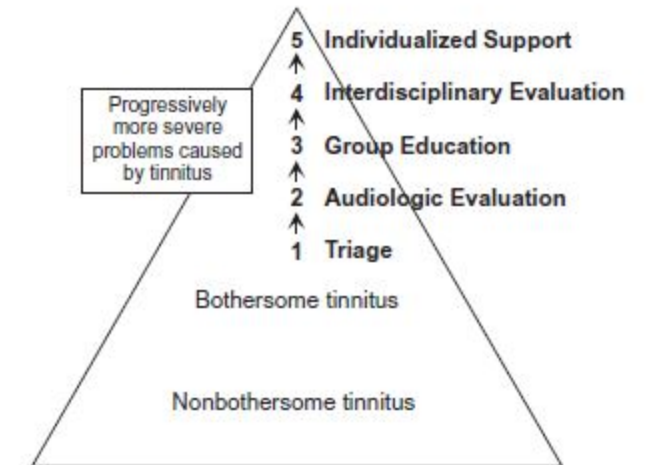 5 Individualized Support
4 Interdisciplinary Evaluation
Progressively
more severe
problems caused
by tinnitus
3 Group Education
2 Audiologic Evaluation
1 Triage
Bothersome tinnitus
Nonbothersome tinnitus